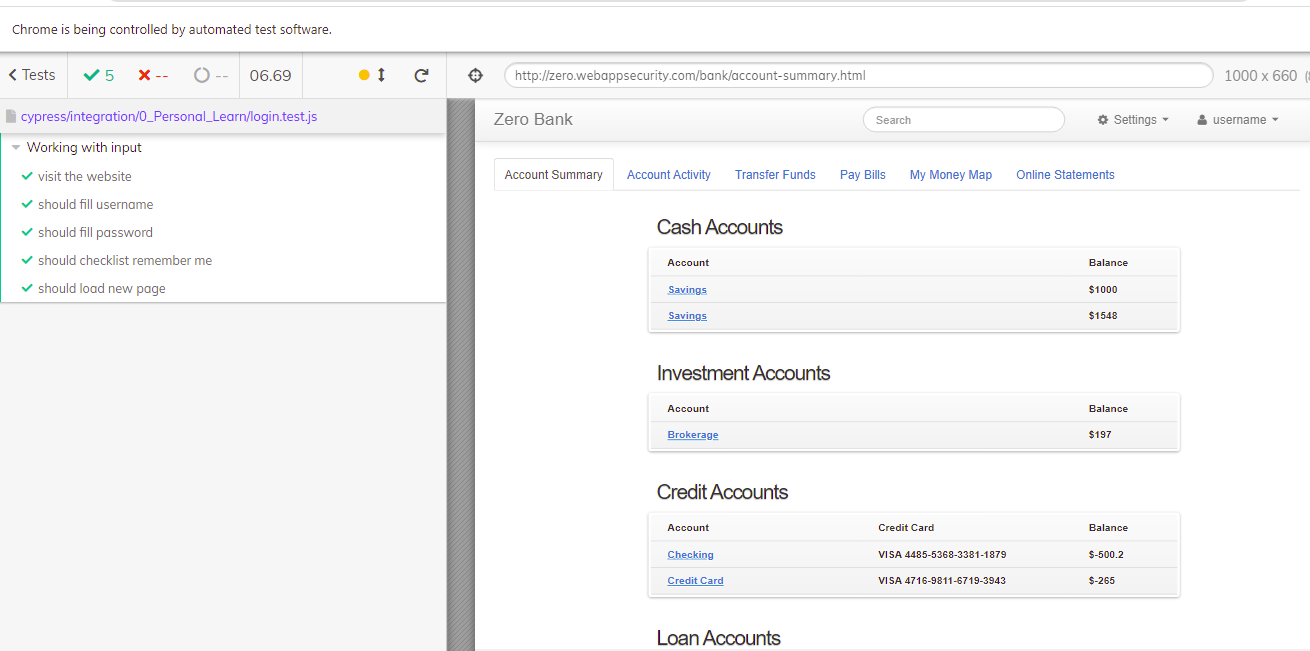 Chrome is being controlled by automated test software.
Tests 5 -- -- 06.69
http://zero.webappsecurity.com/bank/account-summary.html 1000 x 660
cypress/integration/0_Personal_Learn/login.test.js
Working with input
visit the website
should fill username
should fill password
should checklist remember me
should load new page
Zero Bank Search Settings username
Account Summary Account Activity Transfer Funds Pay Bills My Money Map Online Statements
Cash Accounts
Account Balance
Savings $1000
Savings $1548
Investment Accounts
Account Balance
Brokerage $197
Credit Accounts
Account Credit Card Balance
Checking VISA 4485-5368-3381-1879 $-500.2
Credit Card VISA 4716-9811-6719-3943 $-265
Loan Accounts